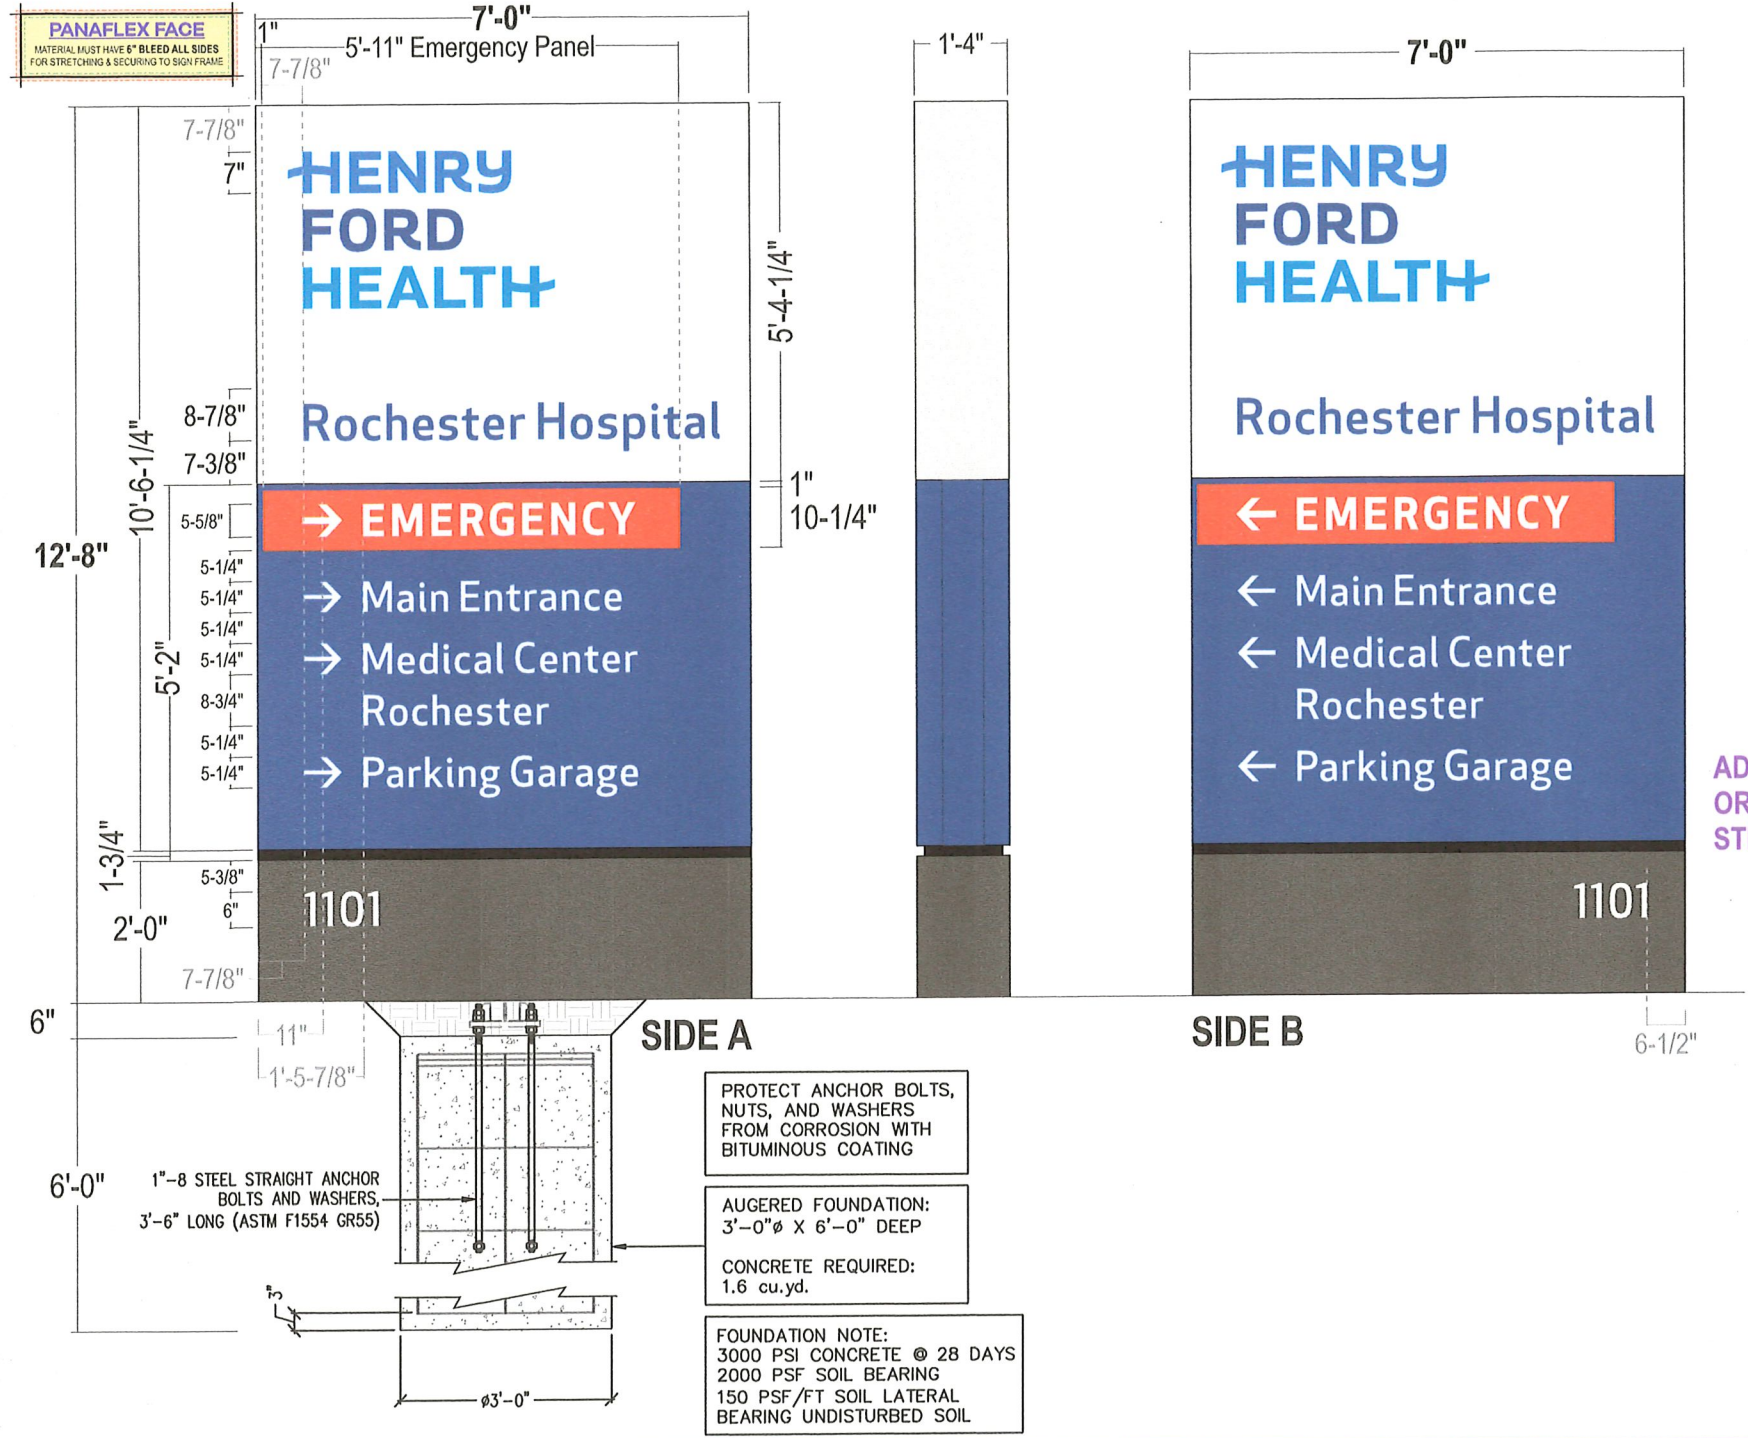 PANAFLEX FACE
MATERIAL MUST HAVE 6" BLEED ALL SIDES
FOR STRETCHING & SECURING TO SIGN FRAME
7'-0"
1"
5'-11" Emergency Panel
7-7/8"
7-7/8"
7"
HENRY
FORD
HEALTH
Rochester Hospital
5'-4-1/4"
8-7/8"
7-3/8"
10'-6-1/4"
12'-8"
5'-2"
1-3/4"
2'-0"
5-5/8"
5-1/4"
5-1/4"
5-1/4"
5-1/4"
8-3/4"
5-1/4"
5-1/4"
5-3/8"
6"
7-7/8"
1"
10-1/4"
→ EMERGENCY
→ Main Entrance
→ Medical Center
Rochester
→ Parking Garage
1101
6"
11"
1'-5-7/8"
SIDE A
1'-4"
7'-0"
HENRY
FORD
HEALTH
Rochester Hospital
← EMERGENCY
← Main Entrance
← Medical Center
Rochester
← Parking Garage
1101
SIDE B
6-1/2"
AD
OR
ST
6'-0"
1"-8 STEEL STRAIGHT ANCHOR
BOLTS AND WASHERS,
3'-6" LONG (ASTM F1554 GR55)
3"
ø3'-0"
PROTECT ANCHOR BOLTS,
NUTS, AND WASHERS
FROM CORROSION WITH
BITUMINOUS COATING
AUGERED FOUNDATION:
3'-0"ø X 6'-0" DEEP
CONCRETE REQUIRED:
1.6 cu.yd.
FOUNDATION NOTE:
3000 PSI CONCRETE @ 28 DAYS
2000 PSF SOIL BEARING
150 PSF/FT SOIL LATERAL
BEARING UNDISTURBED SOIL